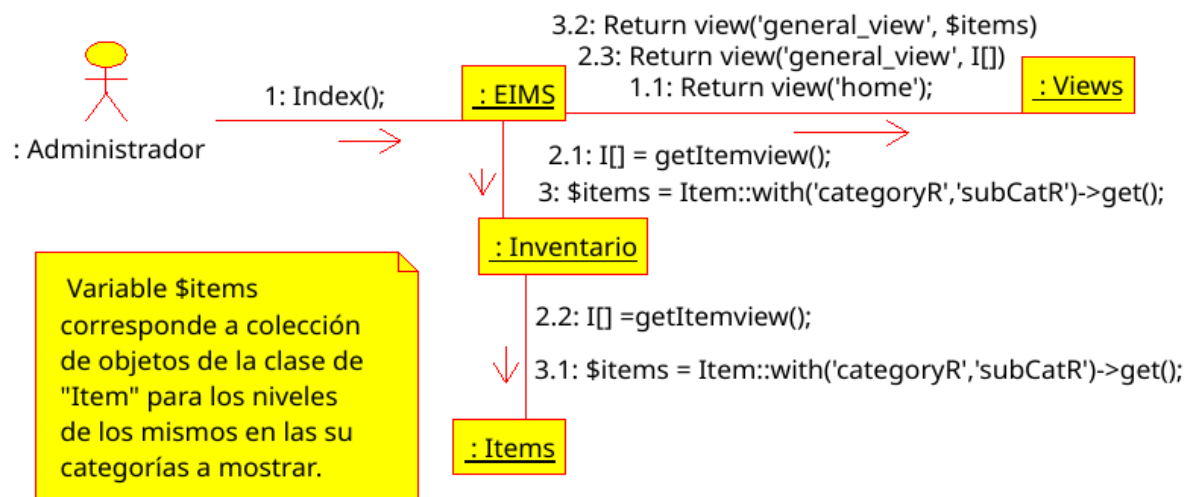 3.2: Return view('general_view', $items)
2.3: Return view('general_view', I[])
1.1: Return view('home');
1: Index();
: EIMS
: Views
: Administrador
2.1: I[] = getItemview();
3: $items = Item::with('categoryR','subCatR')->get();
: Inventario
Variable $items
corresponde a colección
de objetos de la clase de
"Item" para los niveles
de los mismos en las su
categorías a mostrar.
2.2: I[] =getItemview();
3.1: $items = Item::with('categoryR','subCatR')->get();
: Items